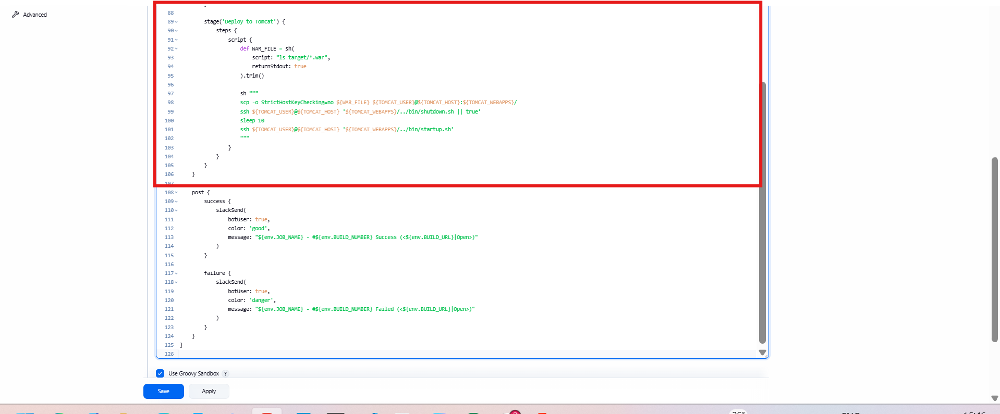 Advanced
88
89 stage('Deploy to Tomcat') {
90 steps {
91 script {
92 def WAR_FILE = sh(
93 script: "ls target/*.war",
94 returnStdout: true
95 ).trim()
96
97 sh """
98 scp -o StrictHostKeyChecking=no ${WAR_FILE} ${TOMCAT_USER}@${TOMCAT_HOST}:${TOMCAT_WEBAPPS}/
99 ssh ${TOMCAT_USER}@${TOMCAT_HOST} '${TOMCAT_WEBAPPS}/../bin/shutdown.sh || true'
100 sleep 10
101 ssh ${TOMCAT_USER}@${TOMCAT_HOST} '${TOMCAT_WEBAPPS}/../bin/startup.sh'
102 """
103 }
104 }
105 }
106 }
107
108 post {
109 success {
110 slackSend(
111 botUser: true,
112 color: 'good',
113 message: "${env.JOB_NAME} - #${env.BUILD_NUMBER} Success (<${env.BUILD_URL}|Open>)"
114 )
115 }
116
117 failure {
118 slackSend(
119 botUser: true,
120 color: 'danger',
121 message: "${env.JOB_NAME} - #${env.BUILD_NUMBER} Failed (<${env.BUILD_URL}|Open>)"
122 )
123 }
124 }
125 }
126
Use Groovy Sandbox ?
Save Apply